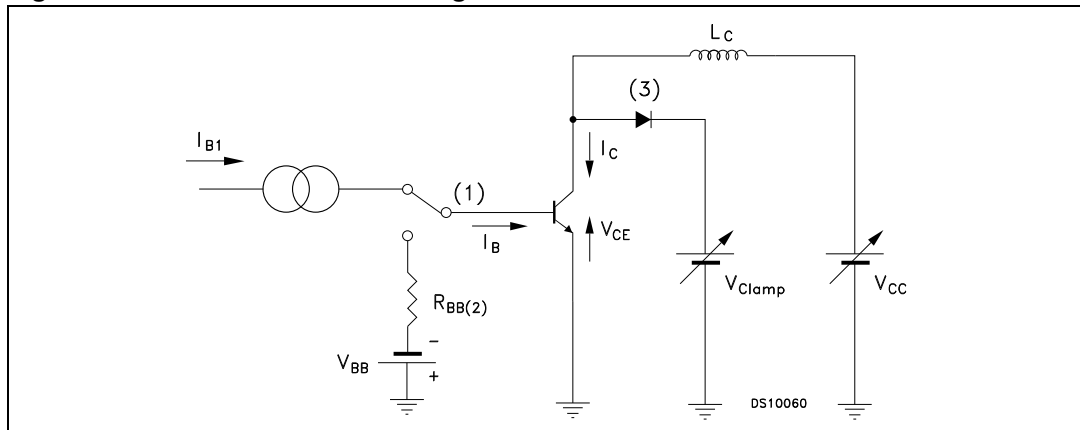 L_C
(3)
I_B1
I_C
(1)
I_B
V_CE
V_Clamp
V_CC
R_BB(2)
-
V_BB
+
DS10060